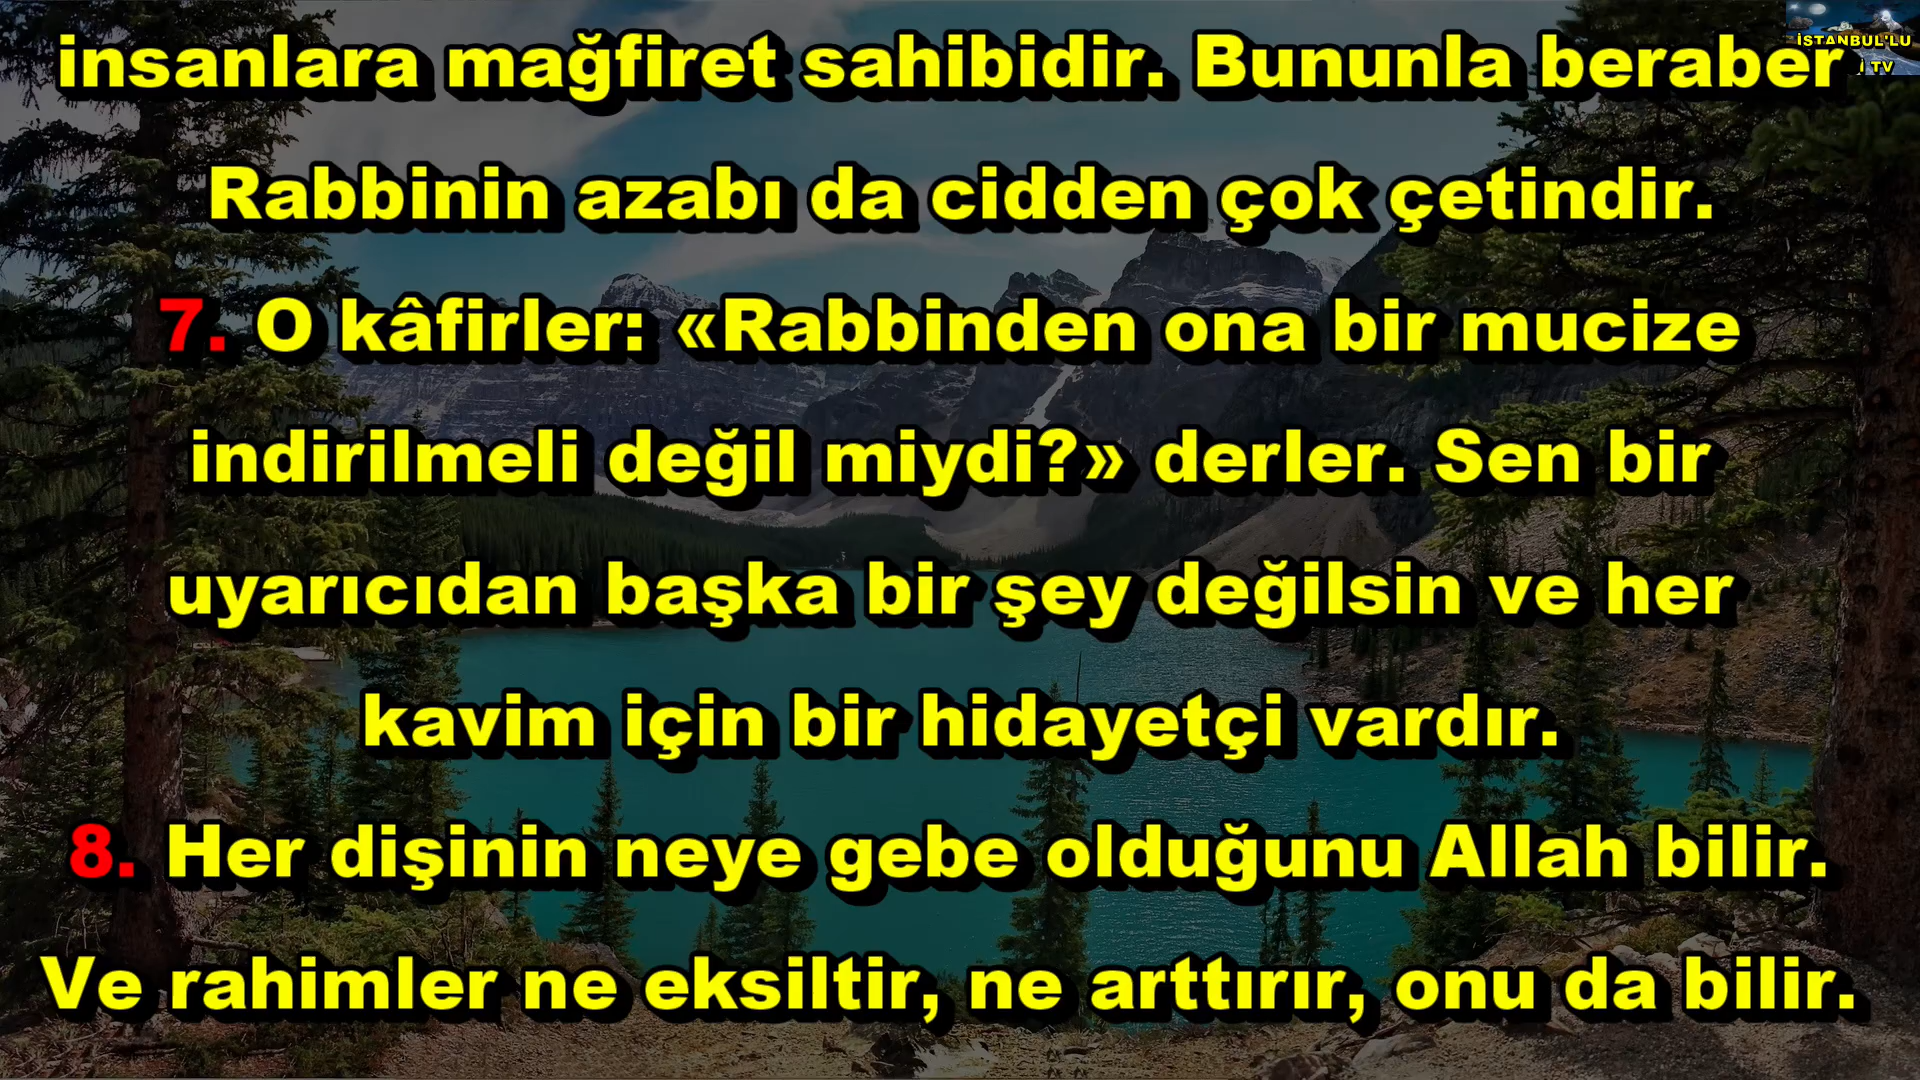 insanlara mağfiret sahibidir. Bununla beraber
Rabbinin azabı da cidden çok çetindir.
7. O kâfirler: «Rabbinden ona bir mucize
indirilmeli değil miydi?» derler. Sen bir
uyarıcıdan başka bir şey değilsin ve her
kavim için bir hidayetçi vardır.
8. Her dişinin neye gebe olduğunu Allah bilir.
Ve rahimler ne eksiltir, ne arttırır, onu da bilir.
İSTANBUL'LU
TV